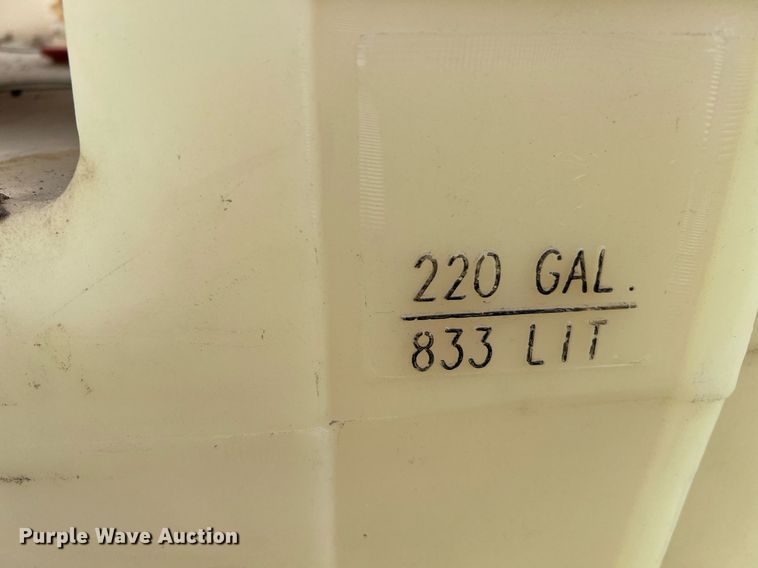 220 GAL.
833 LIT
Purple Wave Auction